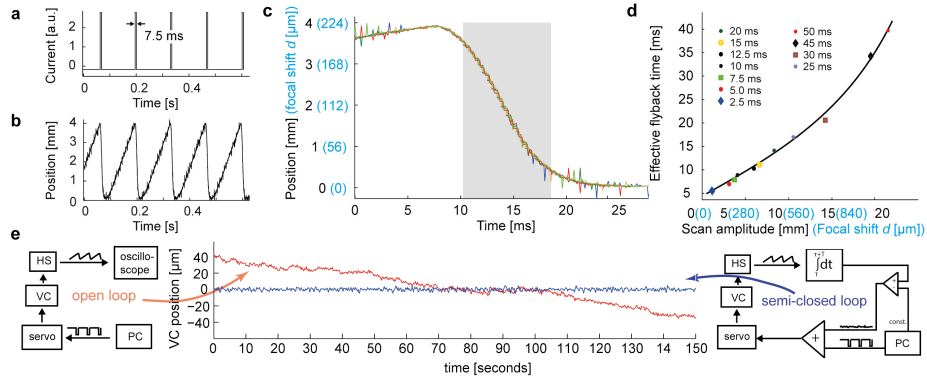 a
Current [a.u.]
0
7.5 ms
0
0.2
0.4
Time [s]
b
Position [mm]
4
3
2
1
0
0
0.2
0.4
Time [s]
c
Position [mm] (focal shift d [µm])
4 (224)
3 (168)
2 (112)
1 (56)
0 (0)
0
5
10
15
20
25
Time [ms]
d
Effective flyback time [ms]
40
35
30
25
20
15
10
5
20 ms
15 ms
12.5 ms
10 ms
7.5 ms
5.0 ms
2.5 ms
50 ms
45 ms
30 ms
25 ms
0(0)
5(280)
10(560)
15(840)
20
Scan amplitude [mm] (Focal shift d [µm])
e
HS
oscillo-
scope
VC
servo
PC
open loop
VC position [µm]
40
20
0
−20
−40
0
10
20
30
40
50
60
70
80
90
100
110
120
130
140
150
time [seconds]
semi-closed loop
HS
τ+T
∫dt
τ
VC
+
const.
servo
+
PC